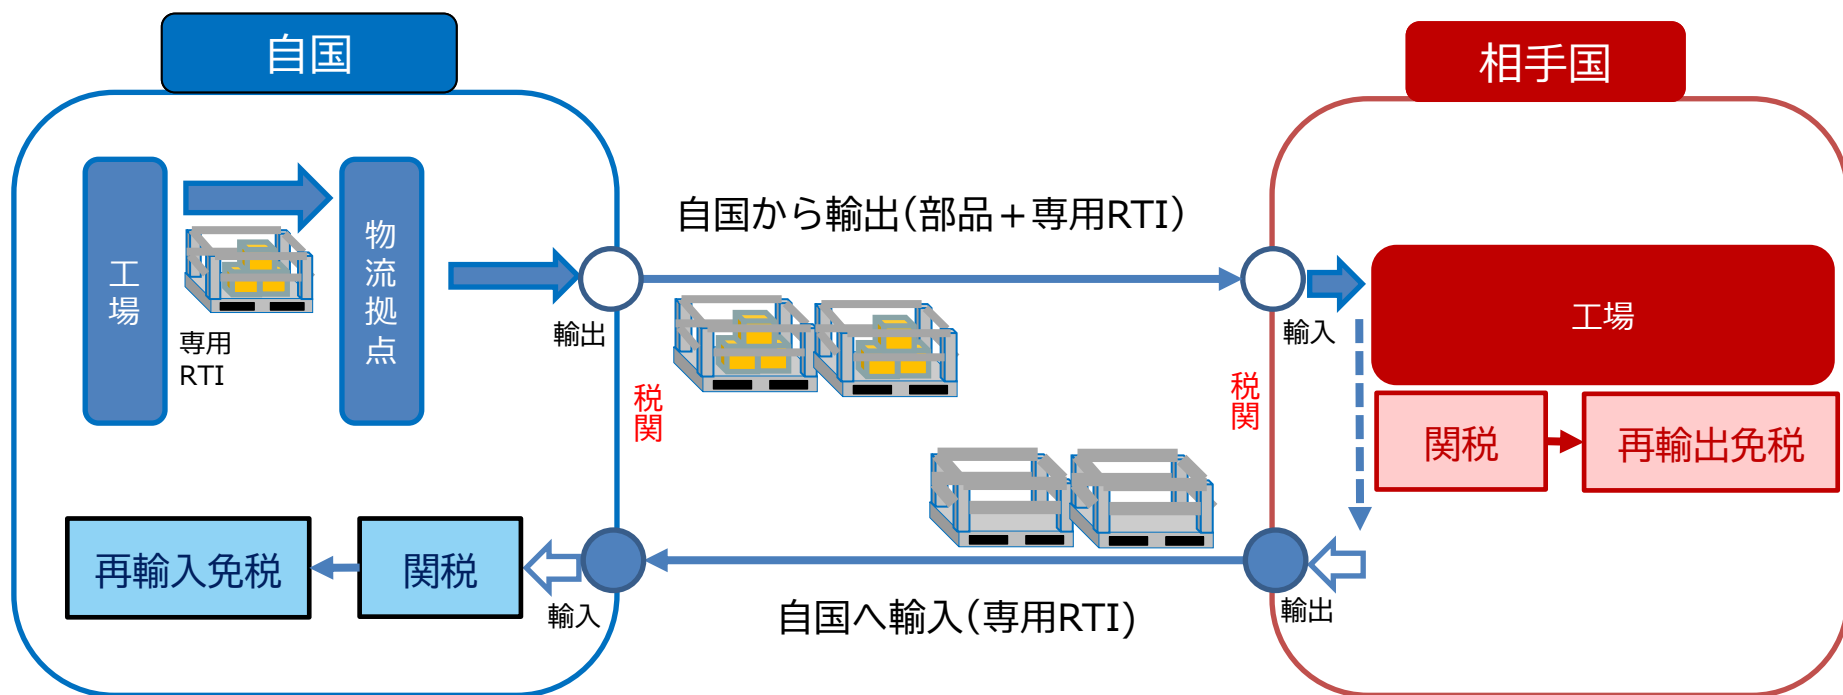 自国
相手国
工場
専用
RTI
物流拠点
輸出
税関
自国から輸出(部品＋専用RTI)
輸入
税関
工場
関税
再輸出免税
再輸入免税
関税
輸入
自国へ輸入(専用RTI)
輸出